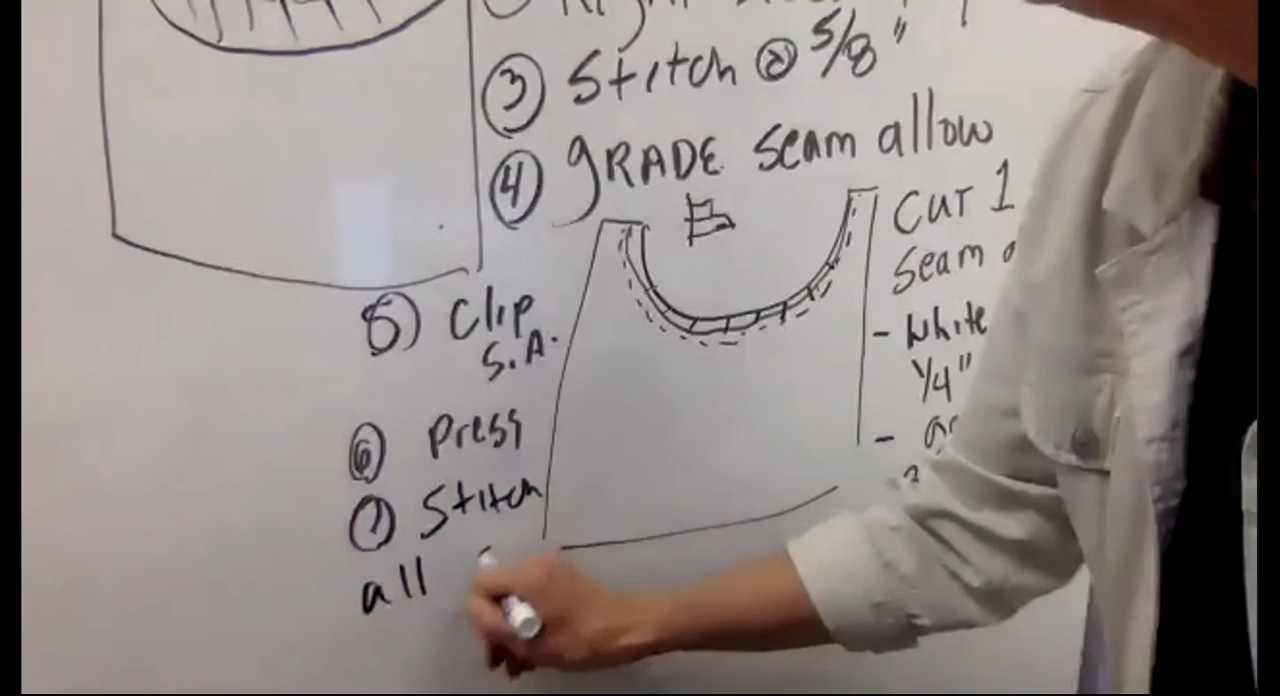 ③ Stitch @ 5/8"
④ gRADE seam allow
CUT 1
Seam
- White
1/4"
-
5) Clip
S.A.
⑥ Press
⑦ Stitch
all